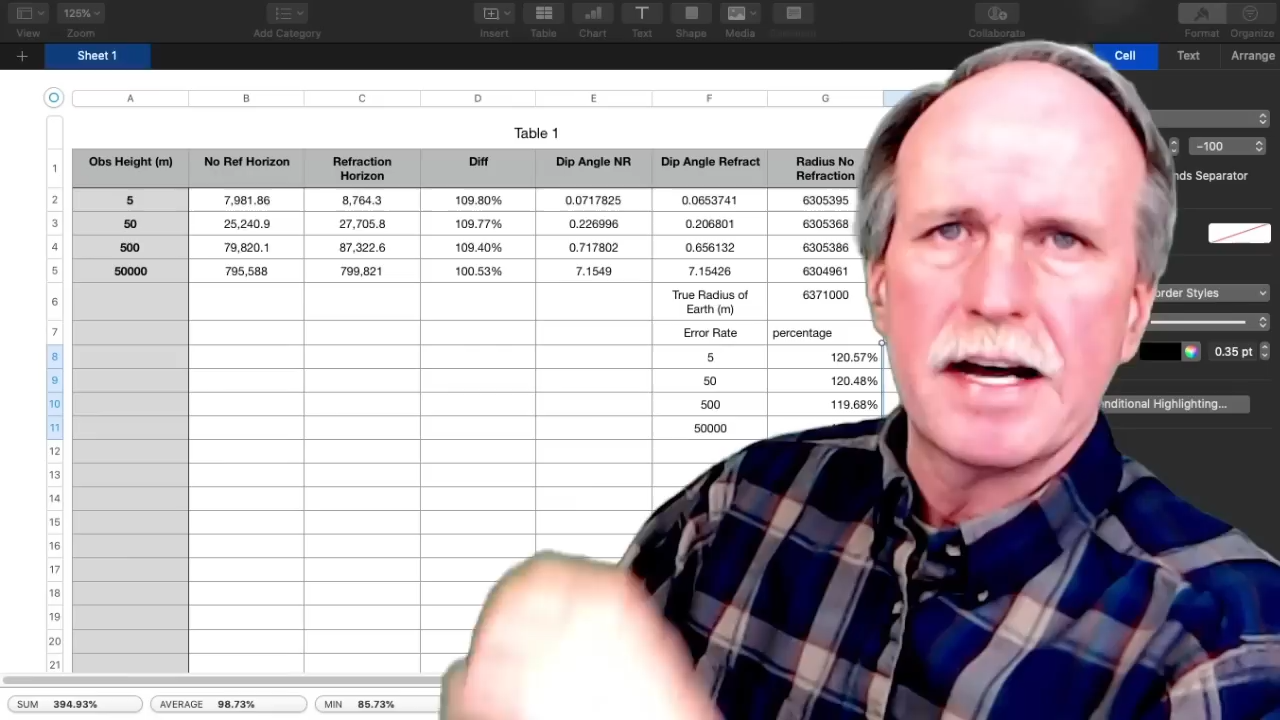 125%
View
Zoom
Add Category
Insert
Table
Chart
Text
Shape
Media
Collaborate
Format
Organize
Sheet 1
Cell
Text
Arrange
A B C D E F G
Table 1
1 Obs Height (m) No Ref Horizon Refraction Horizon Diff Dip Angle NR Dip Angle Refract Radius No Refraction
2 5 7,981.86 8,764.3 109.80% 0.0717825 0.0653741 6305395
3 50 25,240.9 27,705.8 109.77% 0.226996 0.206801 6305368
4 500 79,820.1 87,322.6 109.40% 0.717802 0.656132 6305386
5 50000 795,588 799,821 100.53% 7.1549 7.15426 6304961
6 True Radius of Earth (m) 6371000
7 Error Rate percentage
8 5 120.57%
9 50 120.48%
10 500 119.68%
11 50000
12
13
14
15
16
17
18
19
20
21
-100
Separator
Styles
0.35 pt
Highlighting...
SUM 394.93%
AVERAGE 98.73%
MIN 85.73%